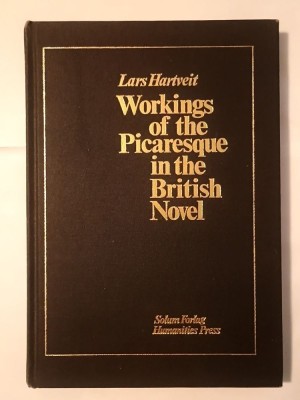 Lars Hartveit
Workings
of the
Picaresque
in the
British
Novel
Solum Forlag
Humanities Press